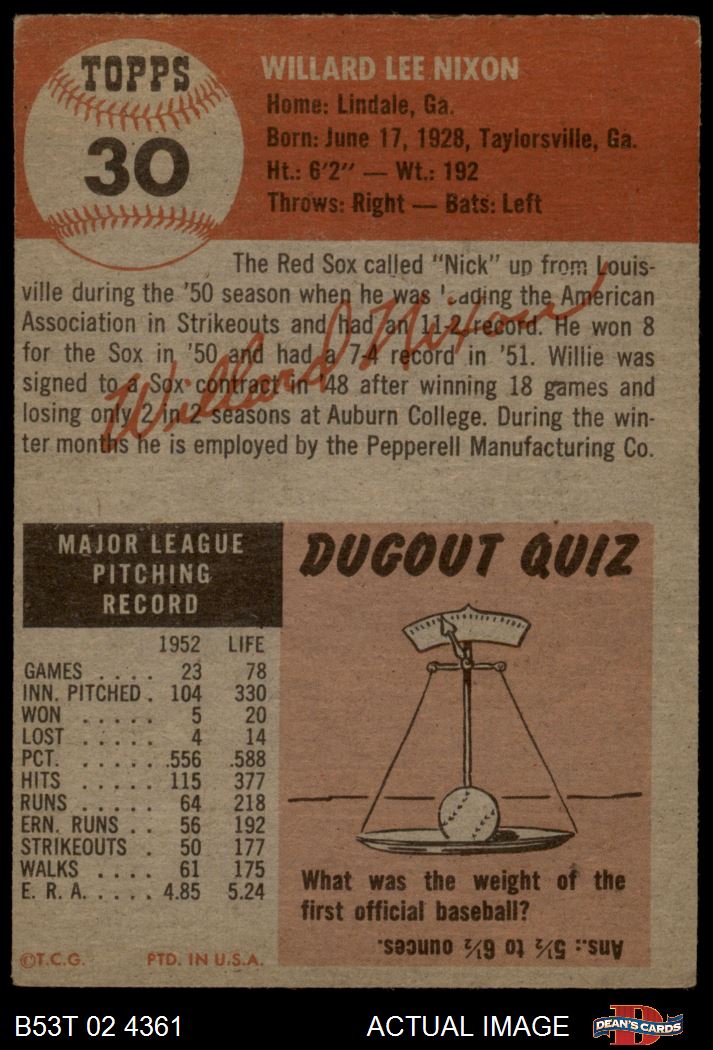 TOPPS
30
WILLARD LEE NIXON
Home: Lindale, Ga.
Born: June 17, 1928, Taylorsville, Ga.
Ht.: 6'2" — Wt.: 192
Throws: Right — Bats: Left
The Red Sox called "Nick" up from Louis-
ville during the '50 season when he was leading the American
Association in Strikeouts and had an 11-2 record. He won 8
for the Sox in '50 and had a 7-4 record in '51. Willie was
signed to a Sox contract in '48 after winning 18 games and
losing only 2 in 2 seasons at Auburn College. During the win-
ter months he is employed by the Pepperell Manufacturing Co.
Willard Nixon
MAJOR LEAGUE
PITCHING
RECORD
1952 LIFE
GAMES . . . . 23 78
INN. PITCHED . 104 330
WON . . . . . 5 20
LOST . . . . . 4 14
PCT. . . . . . .556 .588
HITS . . . . . 115 377
RUNS . . . . . 64 218
ERN. RUNS . . 56 192
STRIKEOUTS . 50 177
WALKS . . . . 61 175
E. R. A. . . . . 4.85 5.24
©T.C.G. PTD. IN U.S.A.
DUGOUT QUIZ
What was the weight of the
first official baseball?
Ans.: 5½ to 6½ ounces.
B53T 02 4361 ACTUAL IMAGE
D
DEAN'S CARDS